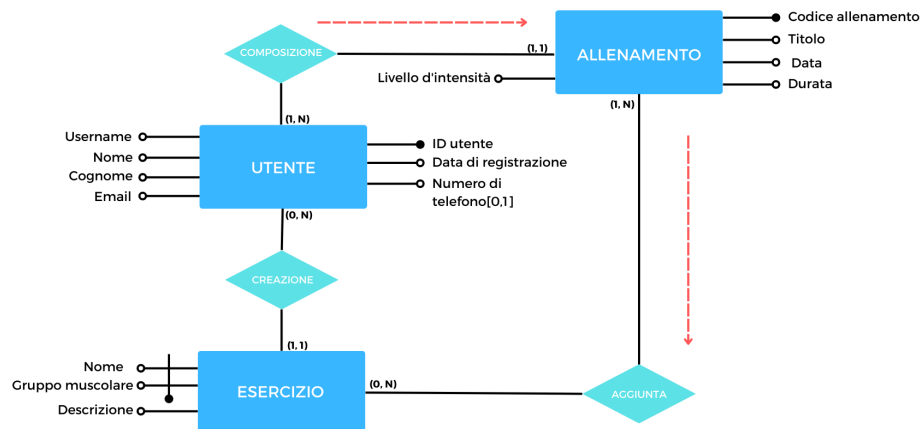 Codice allenamento
COMPOSIZIONE
(1, 1)
ALLENAMENTO
Titolo
Data
Livello d'intensità
Durata
(1, N)
(1, N)
Username
ID utente
Nome
UTENTE
Data di registrazione
Cognome
Numero di
telefono[0,1]
Email
(0, N)
CREAZIONE
(1, 1)
Nome
Gruppo muscolare
ESERCIZIO
(0, N)
AGGIUNTA
Descrizione